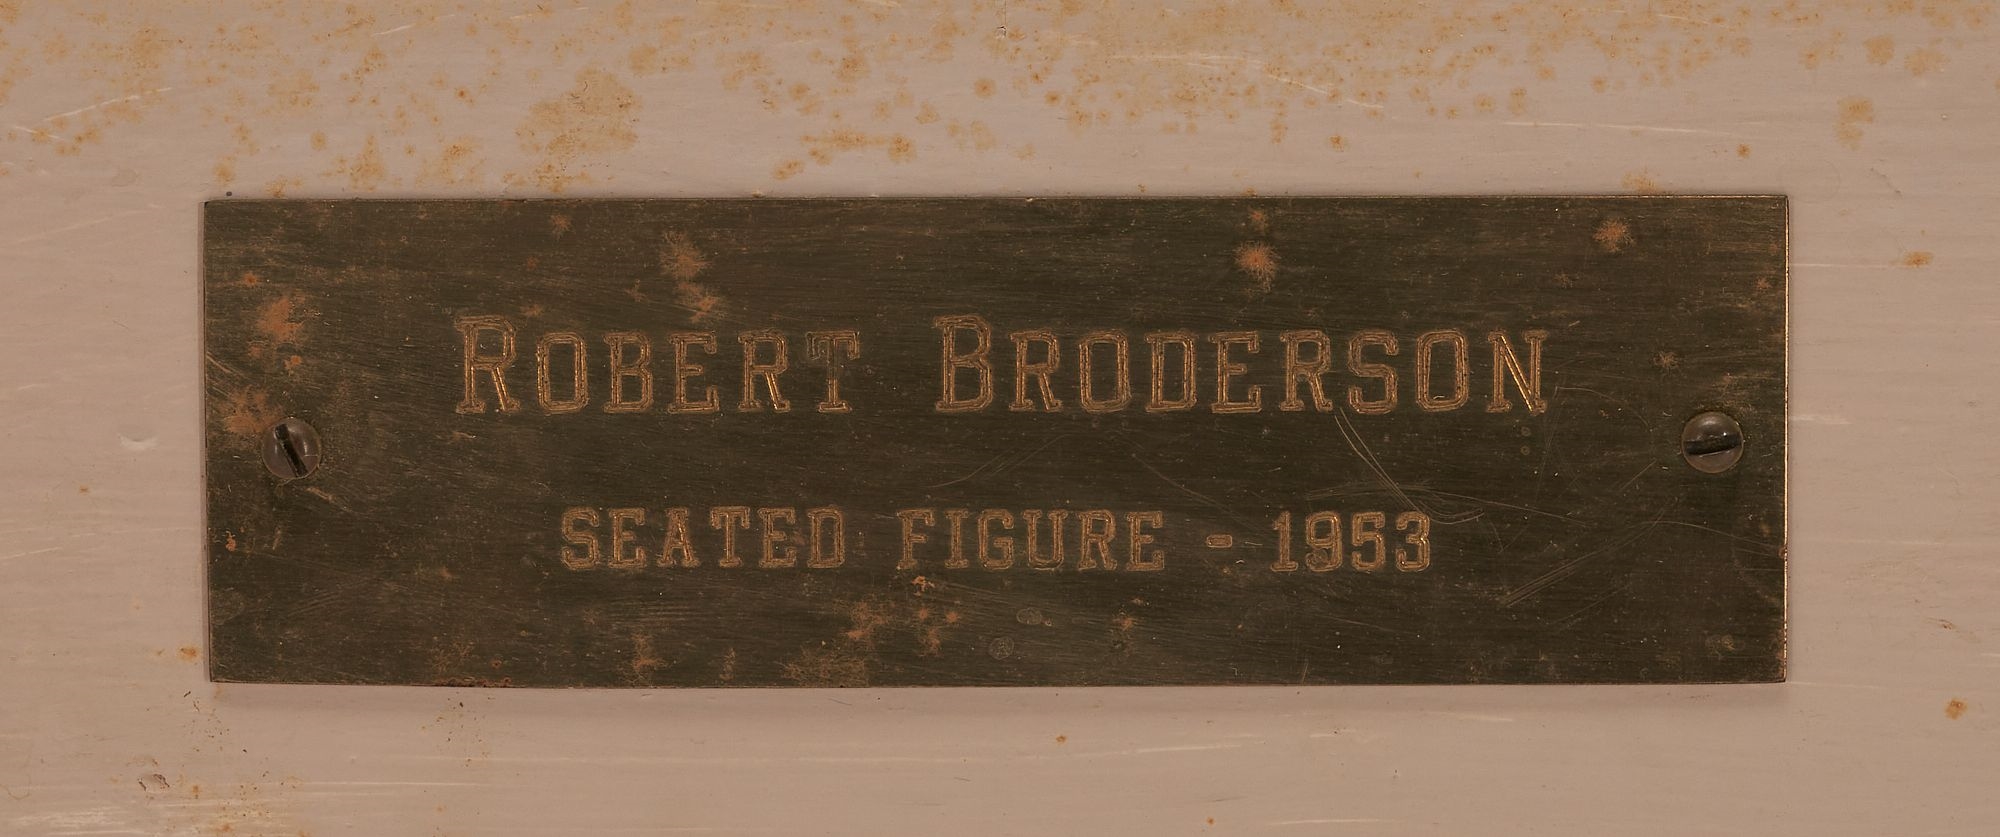 ROBERT BRODERSON
SEATED FIGURE - 1953